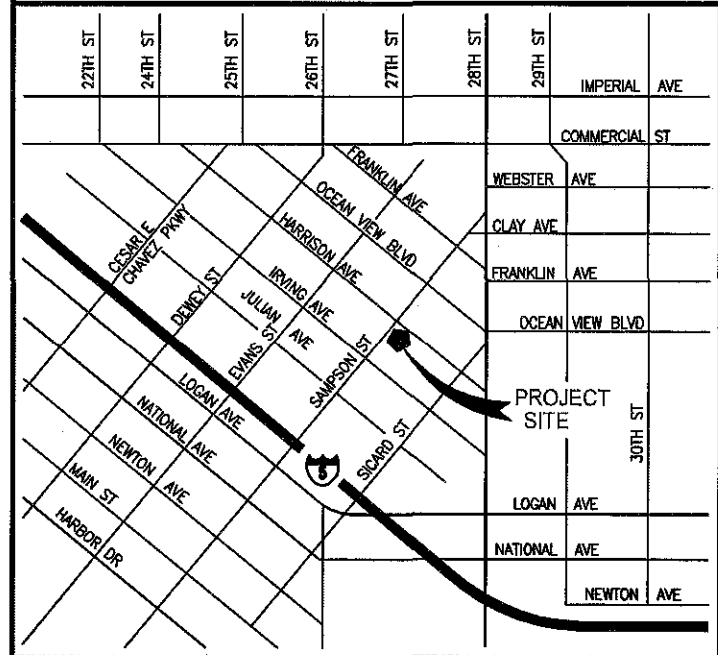 22TH ST
24TH ST
25TH ST
26TH ST
27TH ST
28TH ST
29TH ST
IMPERIAL AVE
COMMERCIAL ST
FRANKLIN AVE
WEBSTER AVE
OCEAN VIEW BLVD
CLAY AVE
CESAR E
CHAVEZ PKWY
HARRISON AVE
FRANKLIN AVE
DEWEY ST
IRVING AVE
JULIAN AVE
EVANS ST
SAMPSON ST
OCEAN VIEW BLVD
LOGAN AVE
PROJECT
SITE
NATIONAL AVE
SICARD ST
30TH ST
NEWTON AVE
5
MAIN ST
LOGAN AVE
HARBOR DR
NATIONAL AVE
NEWTON AVE